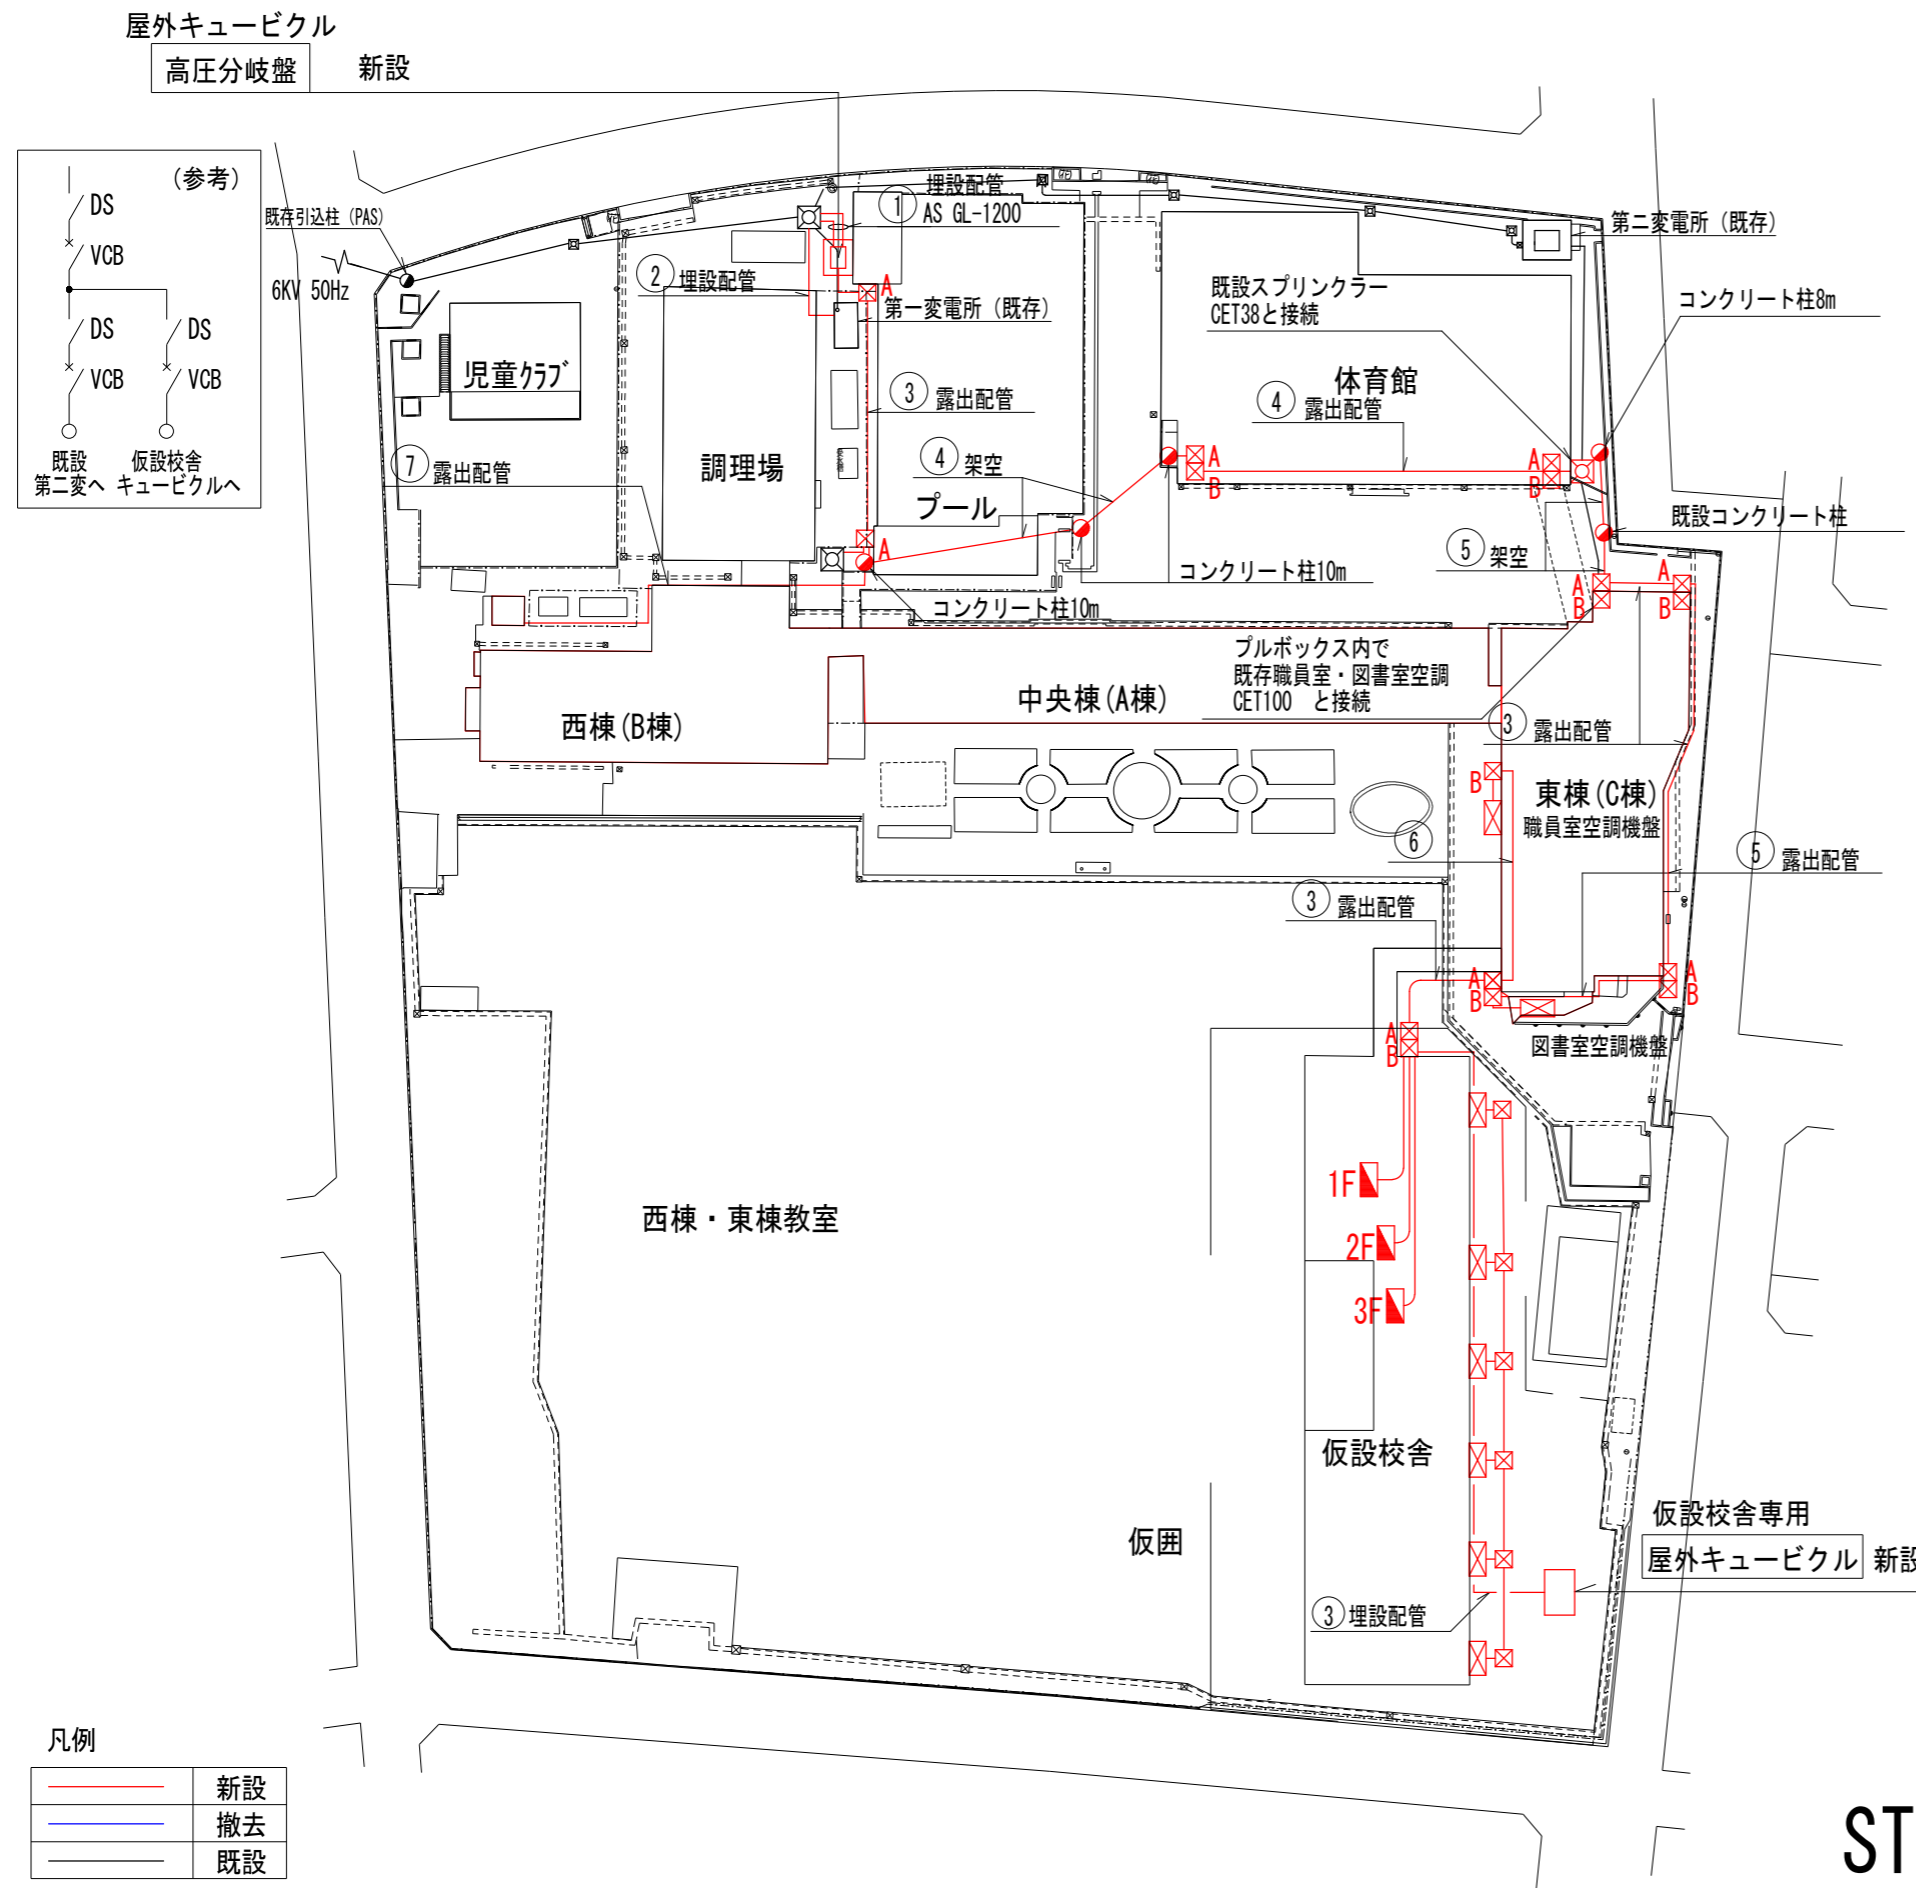 屋外キュービクル
高圧分岐盤 新設
(参考)
DS
VCB
DS DS
VCB VCB
既設 仮設校舎
第二変へ キュービクルへ
既存引込柱 (PAS)
6KV 50Hz
① 埋設配管
AS GL-1200
② 埋設配管
第一変電所 (既存)
A
第二変電所 (既存)
既設スプリンクラー
CET38と接続
コンクリート柱8m
児童クラブ
調理場
③ 露出配管
④ 架空
プール
体育館
④ 露出配管
A
B
A
B
⑦ 露出配管
A
既設コンクリート柱
⑤ 架空
コンクリート柱10m
コンクリート柱10m
A
B
A
B
プルボックス内で
既存職員室・図書室空調
CET100 と接続
中央棟(A棟)
西棟(B棟)
③ 露出配管
B
東棟(C棟)
職員室空調機盤
⑥
⑤ 露出配管
③ 露出配管
A
B
A
B
図書室空調機盤
A
B
1F
2F
3F
西棟・東棟教室
仮設校舎
仮囲
仮設校舎専用
屋外キュービクル 新設
③ 埋設配管
凡例
新設
撤去
既設
ST